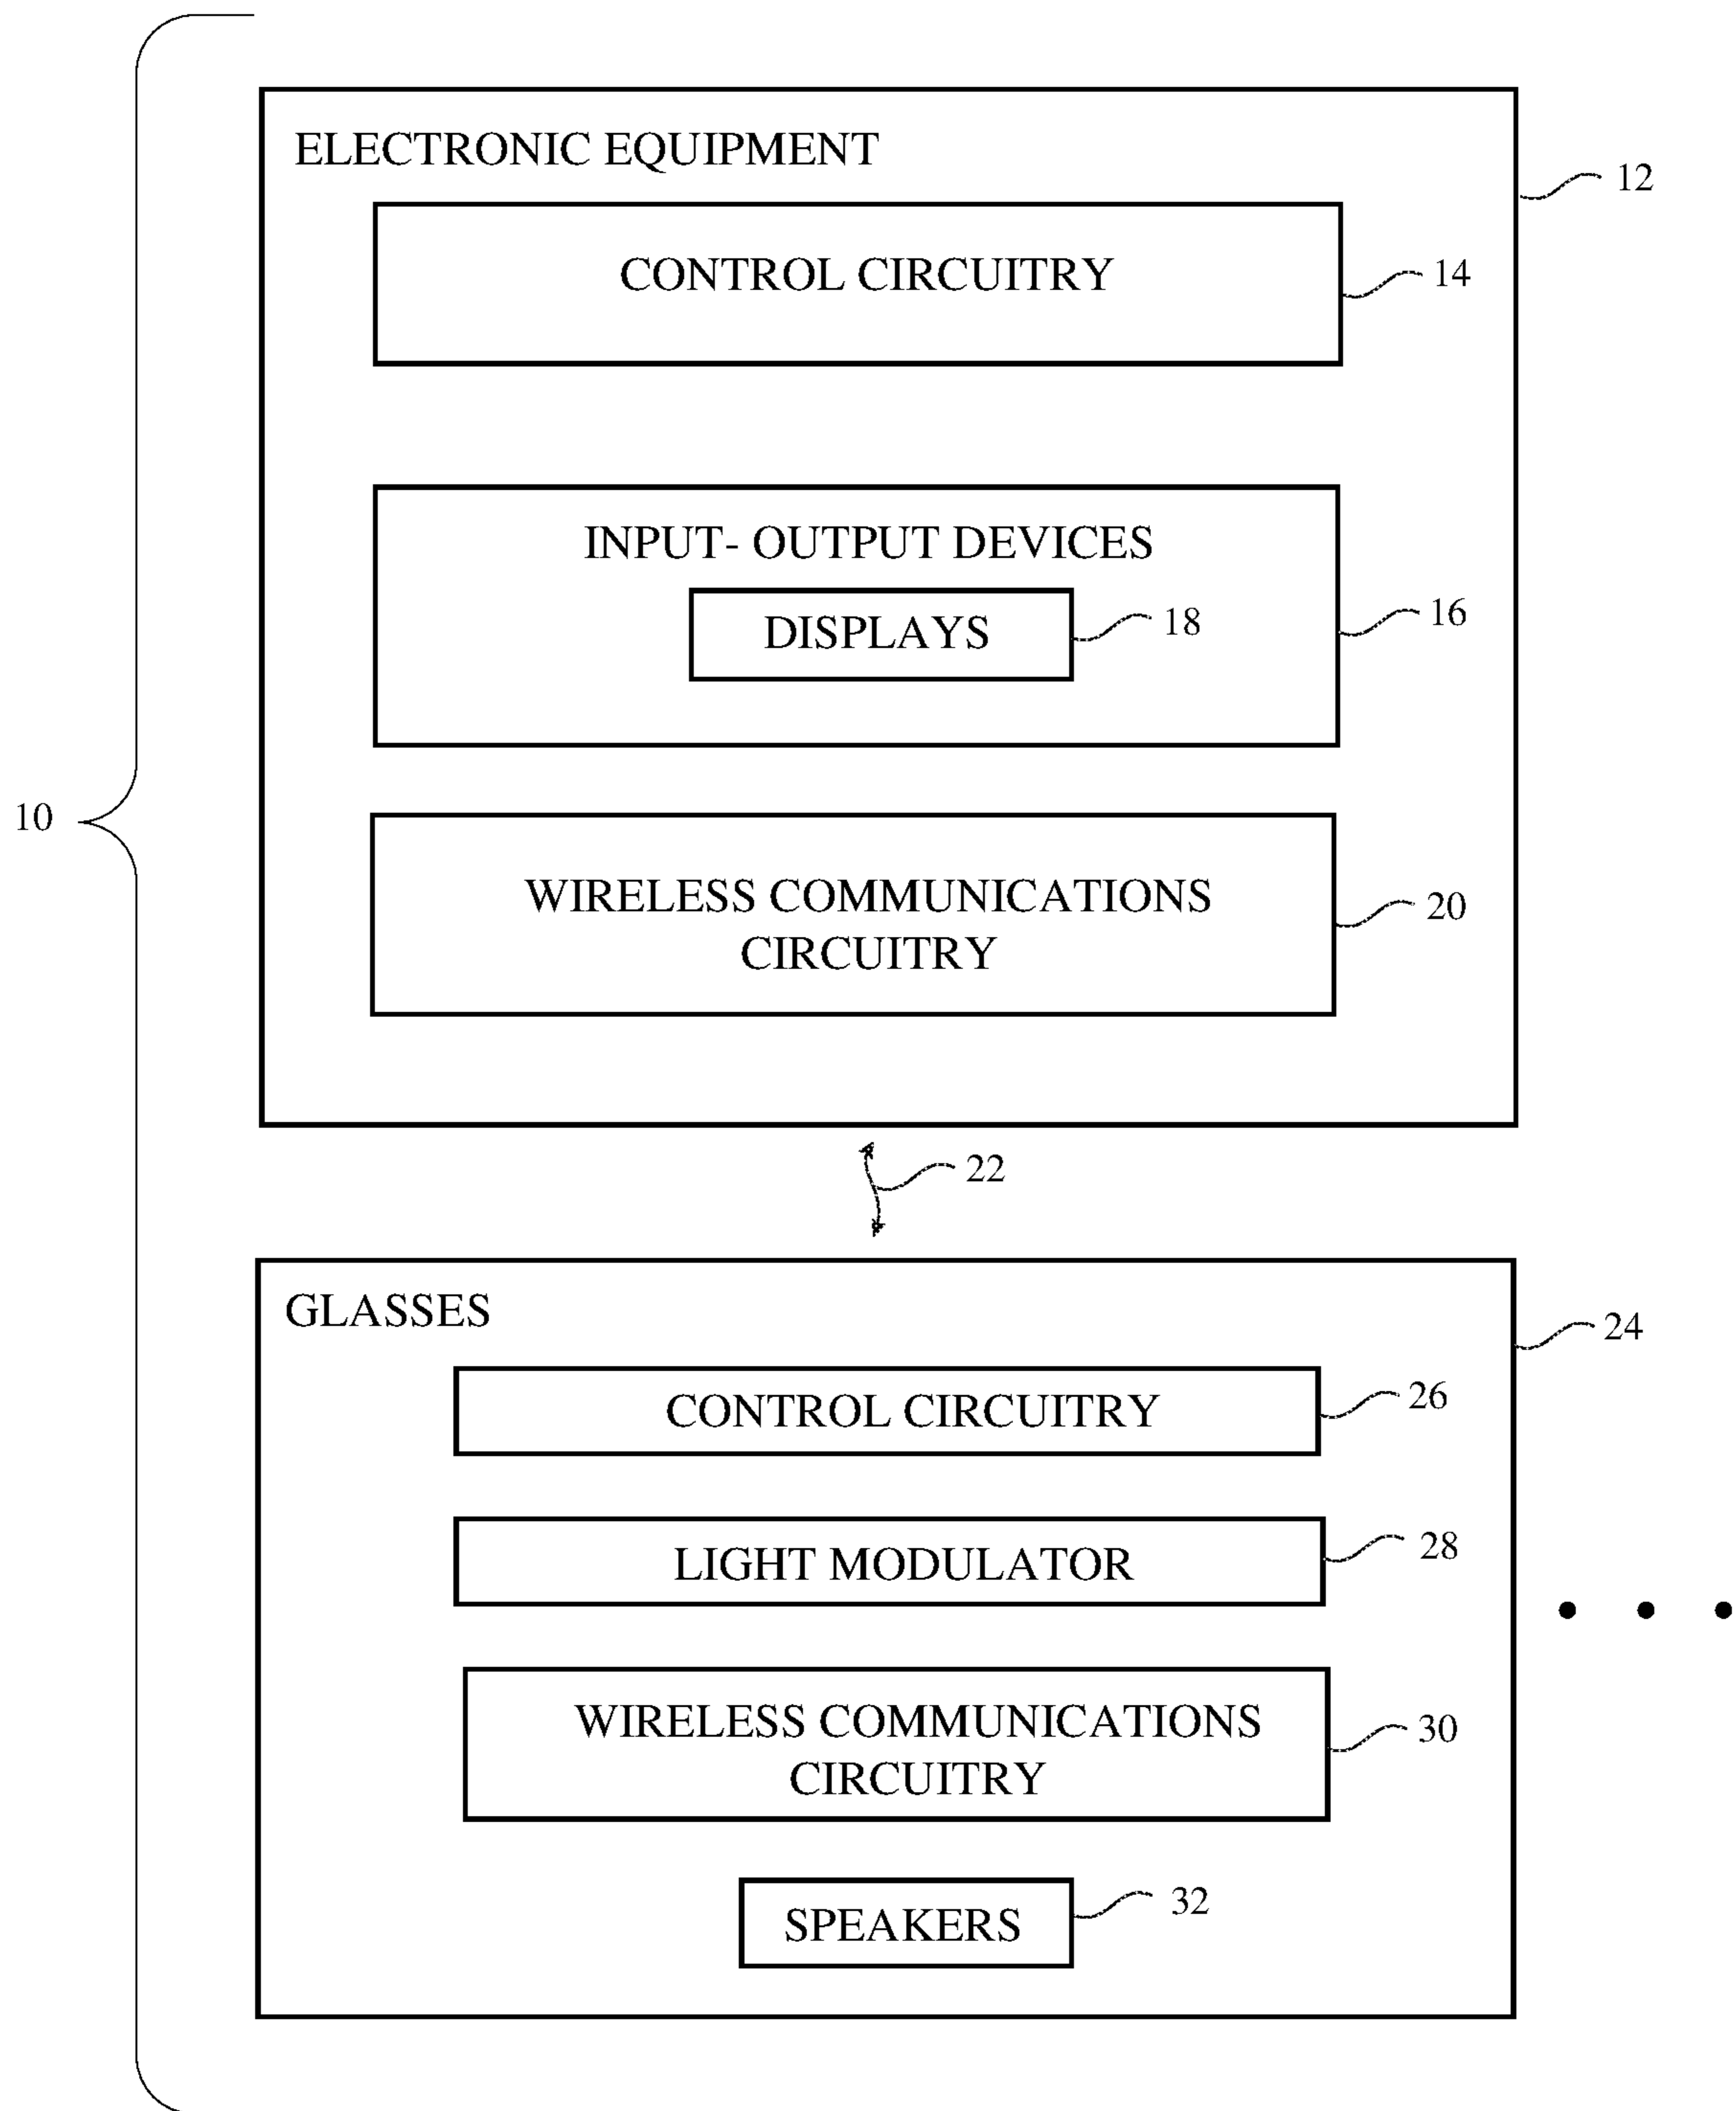 ELECTRONIC EQUIPMENT
12
CONTROL CIRCUITRY
14
INPUT- OUTPUT DEVICES
16
DISPLAYS
18
10
WIRELESS COMMUNICATIONS
CIRCUITRY
20
22
GLASSES
24
CONTROL CIRCUITRY
26
LIGHT MODULATOR
28
WIRELESS COMMUNICATIONS
CIRCUITRY
30
SPEAKERS
32